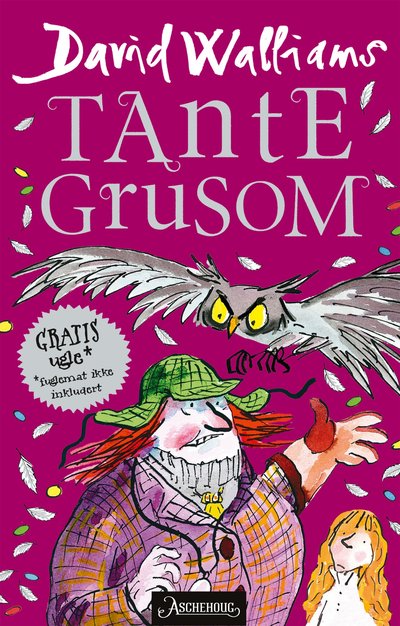 David Walliams
TAnTE
GrusoM
GRATIS
ugle*
*fuglemat ikke
inkludert
ASCHEHOUG